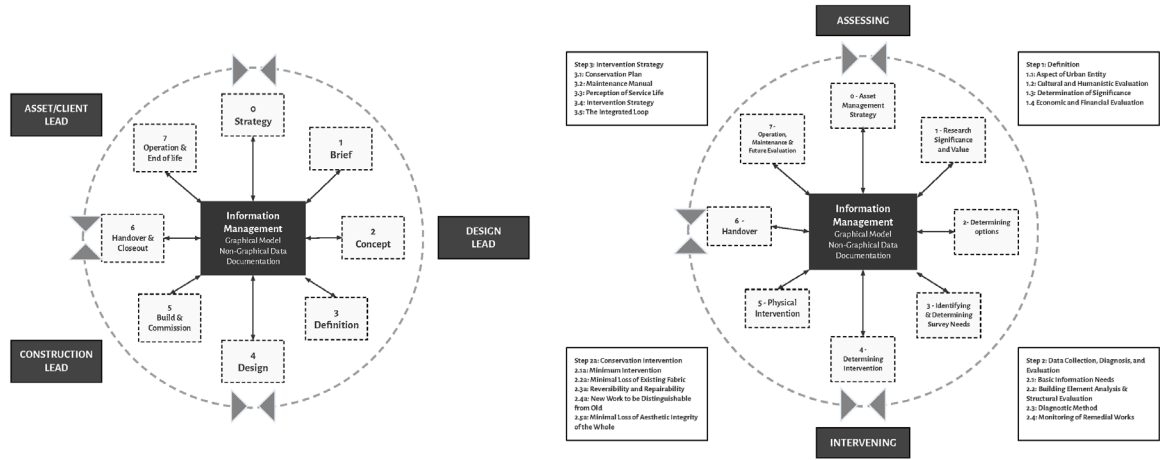 ASSET/CLIENT
LEAD
0
Strategy
7
Operation &
End of life
1
Brief
Information
Management
Graphical Model
Non-Graphical Data
Documentation
6
Handover &
Closeout
2
Concept
DESIGN
LEAD
5
Build &
Commission
3
Definition
4
Design
CONSTRUCTION
LEAD
ASSESSING
Step 3: Intervention Strategy
3.1: Conservation Plan
3.2: Maintenance Manual
3.3: Perception of Service Life
3.4: Intervention Strategy
3.5: The Integrated Loop
Step 1: Definition
1.1: Aspect of Urban Entity
1.2: Cultural and Humanistic Evaluation
1.3: Determination of Significance
1.4 Economic and Financial Evaluation
0 - Asset
Management
Strategy
7 -
Operation,
Maintenance &
Future Evaluation
1 - Research
Significance
and Value
Information
Management
Graphical Model
Non-Graphical Data
Documentation
6 -
Handover
2- Determining
options
5 - Physical
Intervention
3 - Identifying
& Determining
Survey Needs
4 -
Determining
Intervention
Step 2a: Conservation Intervention
2.1a: Minimum Intervention
2.2a: Minimal Loss of Existing Fabric
2.3a: Reversibility and Repairability
2.4a: New Work to be Distinguishable
from Old
2.5a: Minimal Loss of Aesthetic Integrity
of the Whole
Step 2: Data Collection, Diagnosis, and
Evaluation
2.1: Basic Information Needs
2.2: Building Element Analysis &
Structural Evaluation
2.3: Diagnostic Method
2.4: Monitoring of Remedial Works
INTERVENING